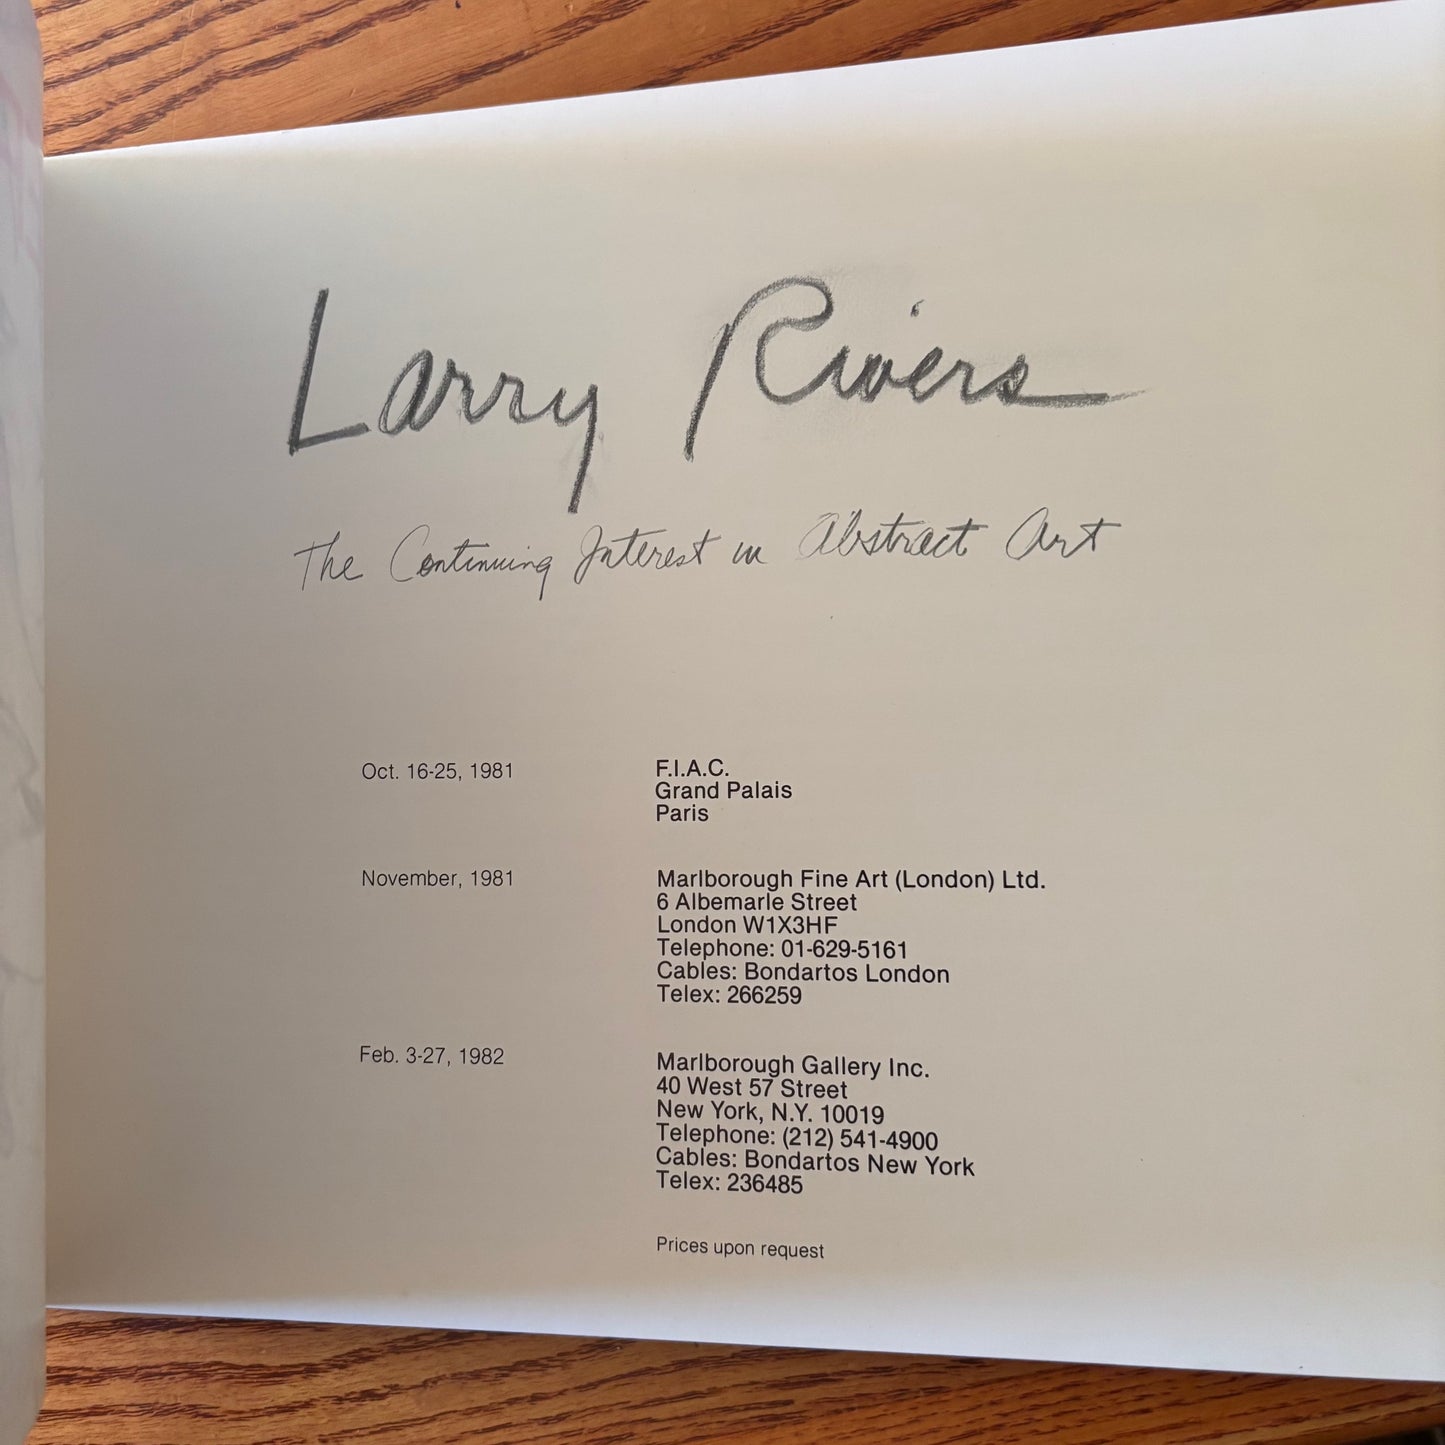 Larry Rivers
The Continuing Interest in Abstract Art
Oct. 16-25, 1981
F.I.A.C.
Grand Palais
Paris
November, 1981
Marlborough Fine Art (London) Ltd.
6 Albemarle Street
London W1X3HF
Telephone: 01-629-5161
Cables: Bondartos London
Telex: 266259
Feb. 3-27, 1982
Marlborough Gallery Inc.
40 West 57 Street
New York, N.Y. 10019
Telephone: (212) 541-4900
Cables: Bondartos New York
Telex: 236485
Prices upon request